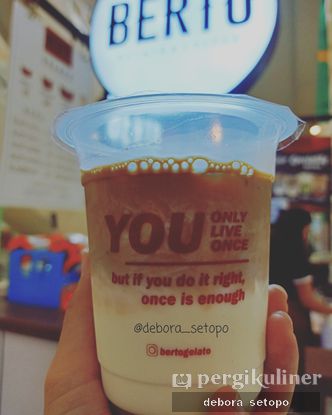 BERTO
YOU ONLY
LIVE
ONCE
but if you do it right,
once is enough
@debora_setopo
bertogelato
pergikuliner
debora setopo